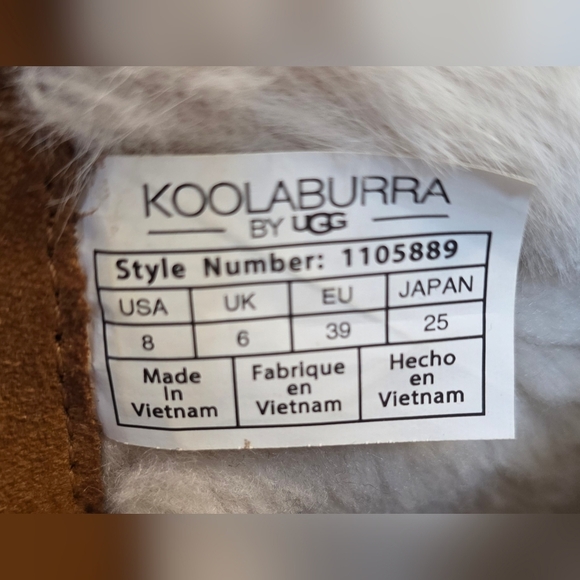 KOOLABURRA
BY UGG
Style Number: 1105889
USA UK EU JAPAN
8 6 39 25
Made In Vietnam
Fabrique en Vietnam
Hecho en Vietnam